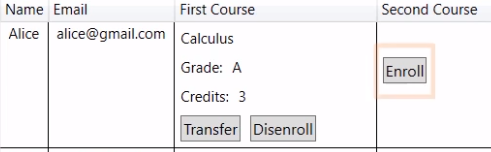 Name Email First Course Second Course
Alice alice@gmail.com Calculus
Grade: A
Enroll
Credits: 3
Transfer Disenroll